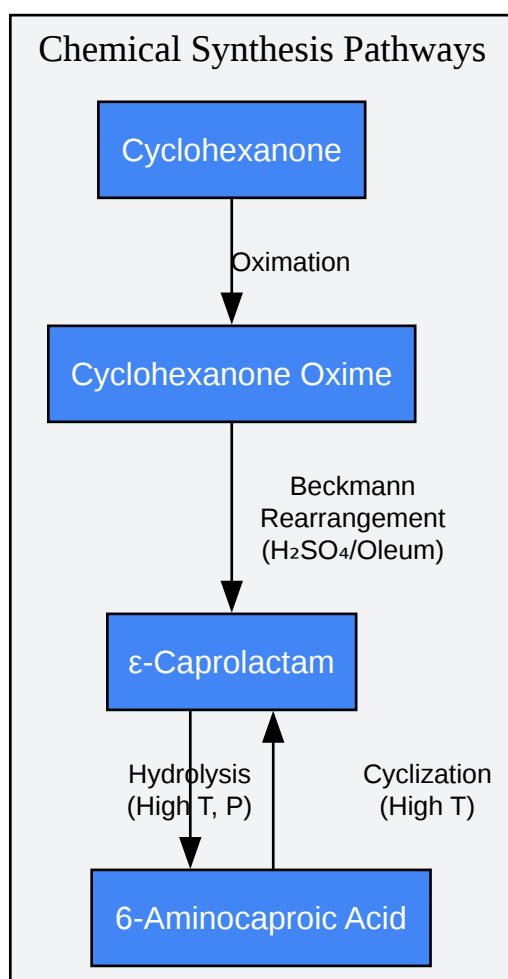 Chemical Synthesis Pathways
Cyclohexanone
Oximation
Cyclohexanone Oxime
Beckmann
Rearrangement
(H₂SO₄/Oleum)
ε-Caprolactam
Hydrolysis
(High T, P)
Cyclization
(High T)
6-Aminocaproic Acid